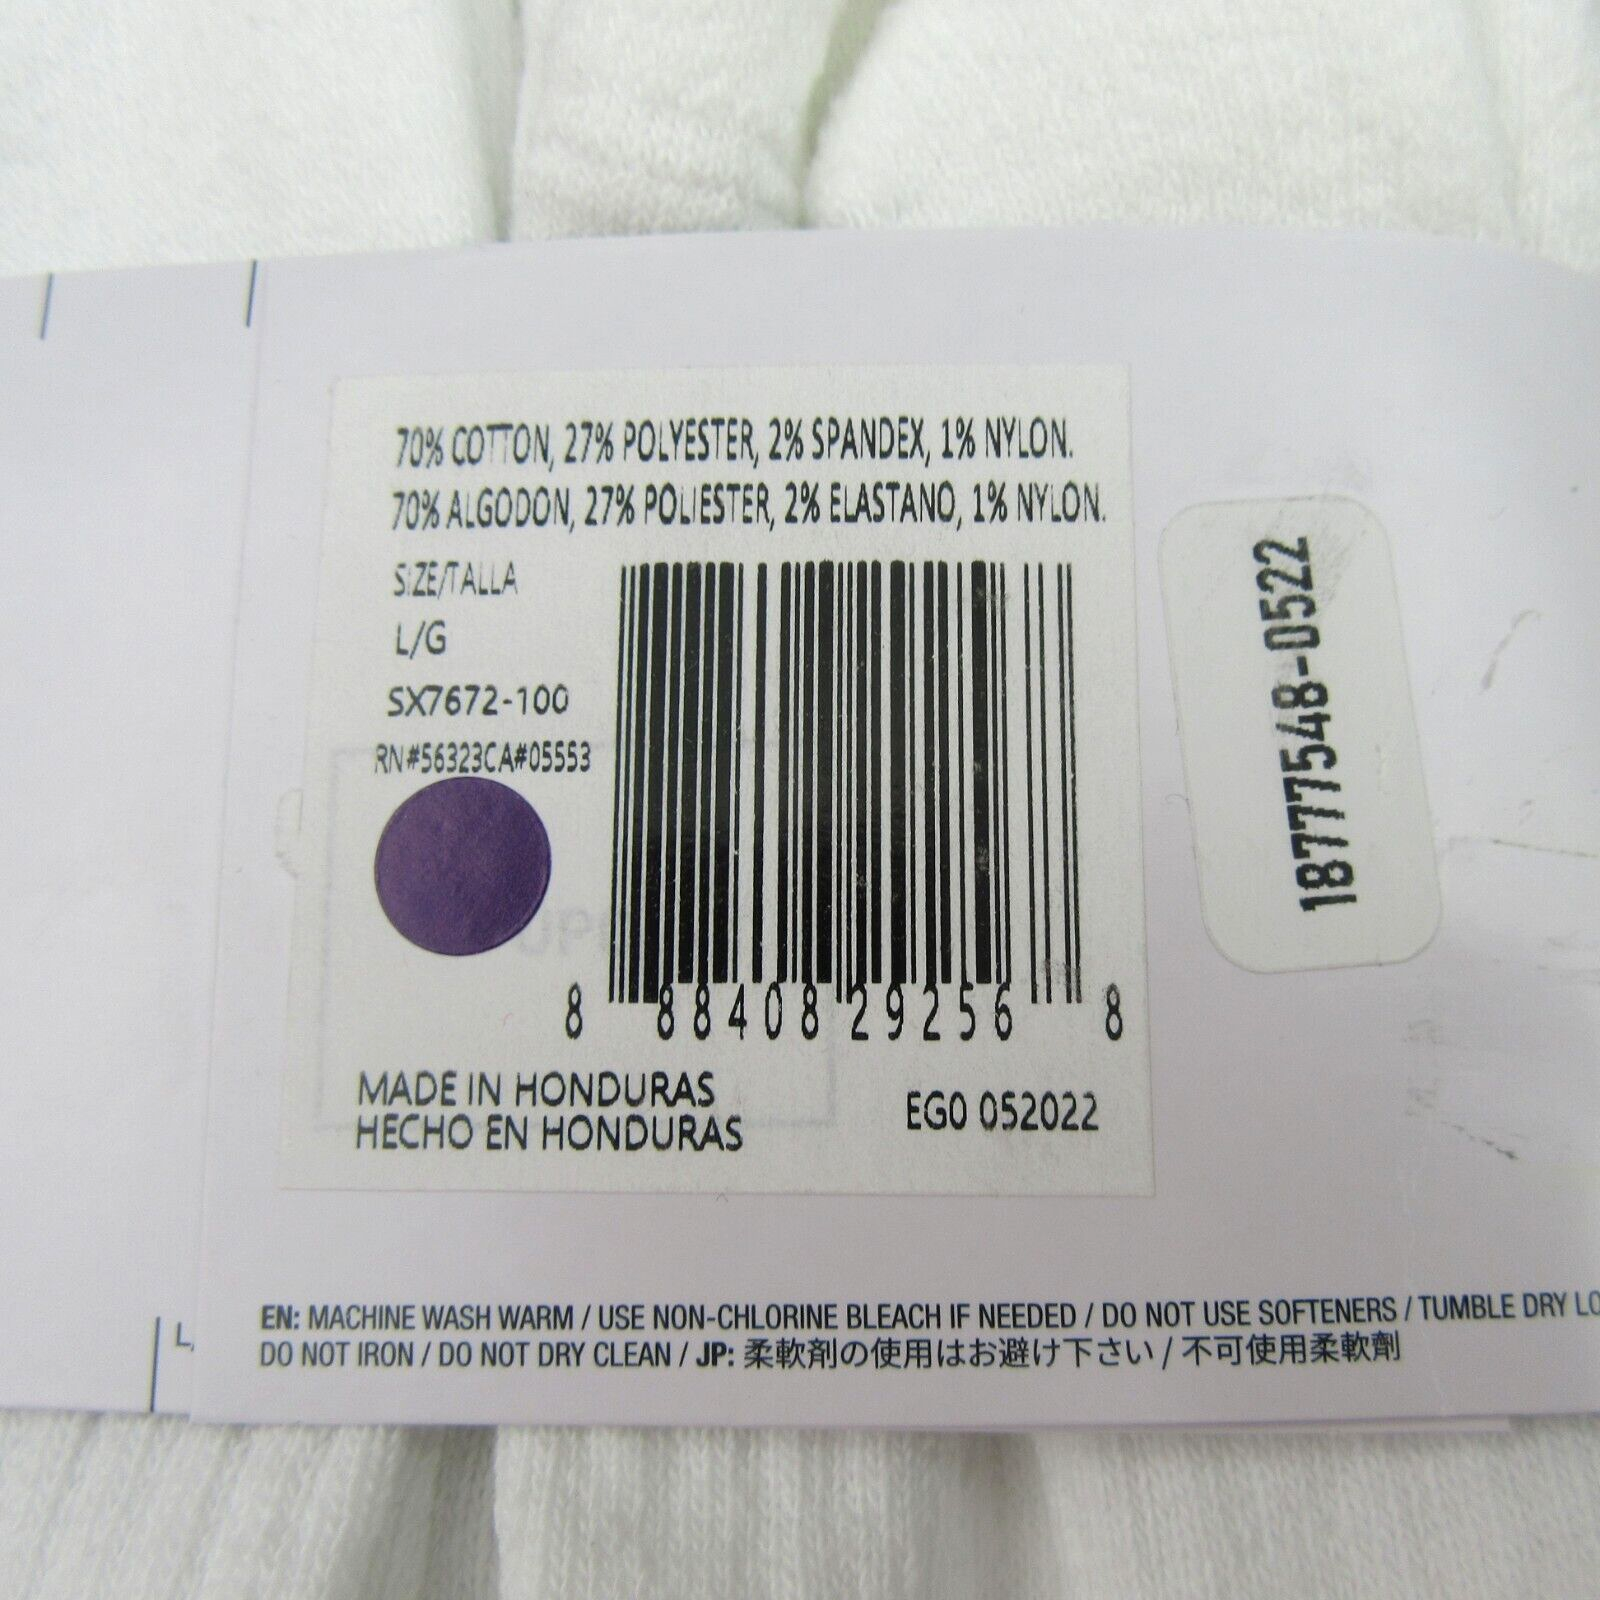 70% COTTON, 27% POLYESTER, 2% SPANDEX, 1% NYLON.
70% ALGODON, 27% POLIESTER, 2% ELASTANO, 1% NYLON.
SIZE/TALLA
L/G
SX7672-100
RN#56323CA#05553
8 88408 29256 8
MADE IN HONDURAS
HECHO EN HONDURAS
EGO 052022
1877548-0522
EN: MACHINE WASH WARM / USE NON-CHLORINE BLEACH IF NEEDED / DO NOT USE SOFTENERS / TUMBLE DRY LO
DO NOT IRON / DO NOT DRY CLEAN / JP: 柔軟剤の使用はお避け下さい / 不可使用柔軟劑
L,